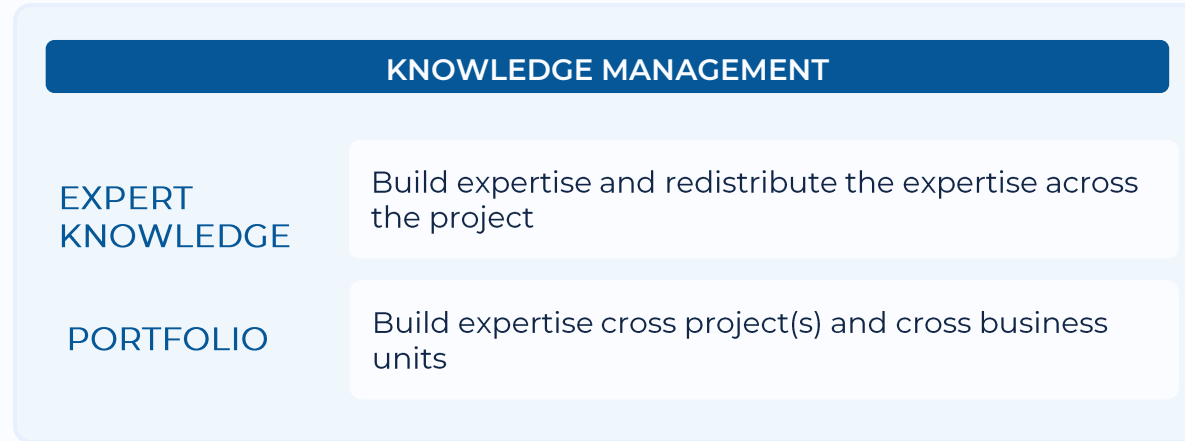 KNOWLEDGE MANAGEMENT
EXPERT
KNOWLEDGE
Build expertise and redistribute the expertise across
the project
PORTFOLIO
Build expertise cross project(s) and cross business
units